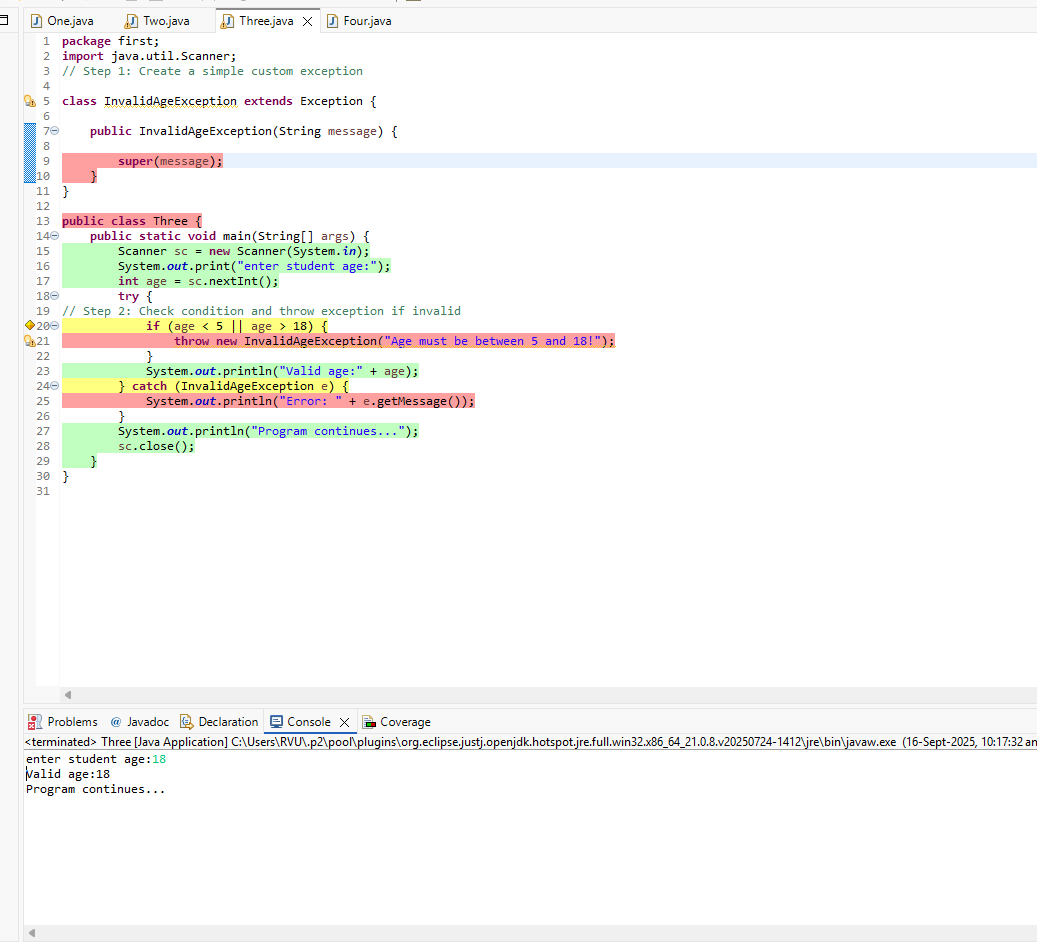 One.java Two.java Three.java Four.java
1 package first;
2 import java.util.Scanner;
3 // Step 1: Create a simple custom exception
4
5 class InvalidAgeException extends Exception {
6
7 public InvalidAgeException(String message) {
8
9 super(message);
10 }
11 }
12
13 public class Three {
14 public static void main(String[] args) {
15 Scanner sc = new Scanner(System.in);
16 System.out.print("enter student age:");
17 int age = sc.nextInt();
18 try {
19 // Step 2: Check condition and throw exception if invalid
20 if (age < 5 || age > 18) {
21 throw new InvalidAgeException("Age must be between 5 and 18!");
22 }
23 System.out.println("Valid age:" + age);
24 } catch (InvalidAgeException e) {
25 System.out.println("Error: " + e.getMessage());
26 }
27 System.out.println("Program continues...");
28 sc.close();
29 }
30 }
31
Problems @ Javadoc Declaration Console Coverage
<terminated> Three [Java Application] C:\Users\RVU\.p2\pool\plugins\org.eclipse.justj.openjdk.hotspot.jre.full.win32.x86_64_21.0.8.v20250724-1412\jre\bin\javaw.exe (16-Sept-2025, 10:17:32 am
enter student age:18
Valid age:18
Program continues...